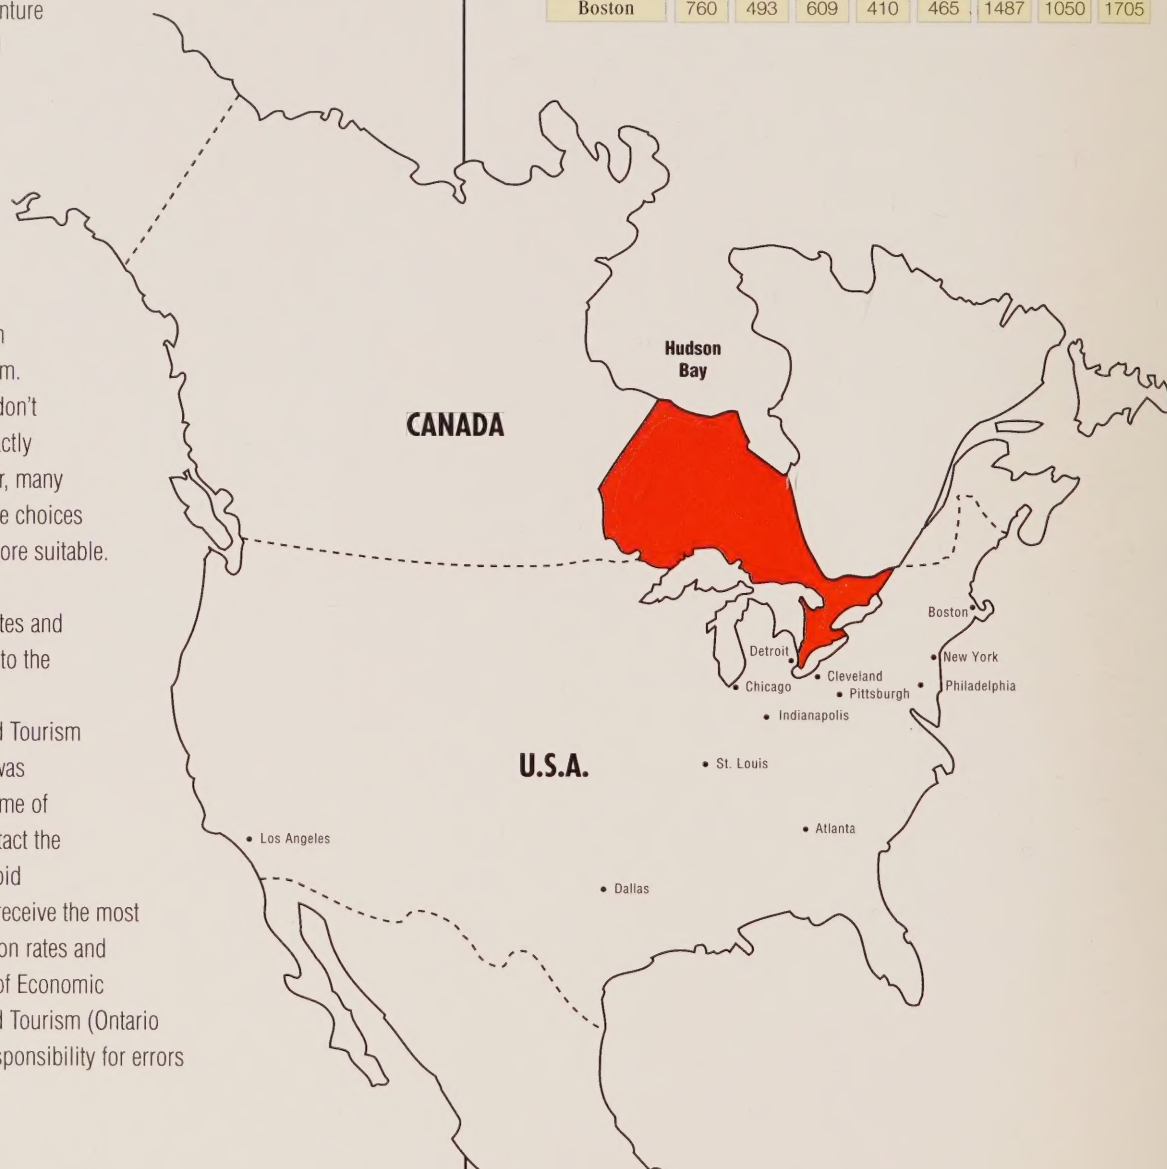 nture
Boston 760 493 609 410 465 1487 1050 1705
m.
don't
ctly
r, many
e choices
ore suitable.
tes and
to the
d Tourism
vas
me of
tact the
oid
receive the most
on rates and
of Economic
d Tourism (Ontario
sponsibility for errors
Hudson
Bay
CANADA
Boston
Detroit
New York
Cleveland
Chicago
Pittsburgh
Philadelphia
Indianapolis
U.S.A.
St. Louis
Los Angeles
Atlanta
Dallas